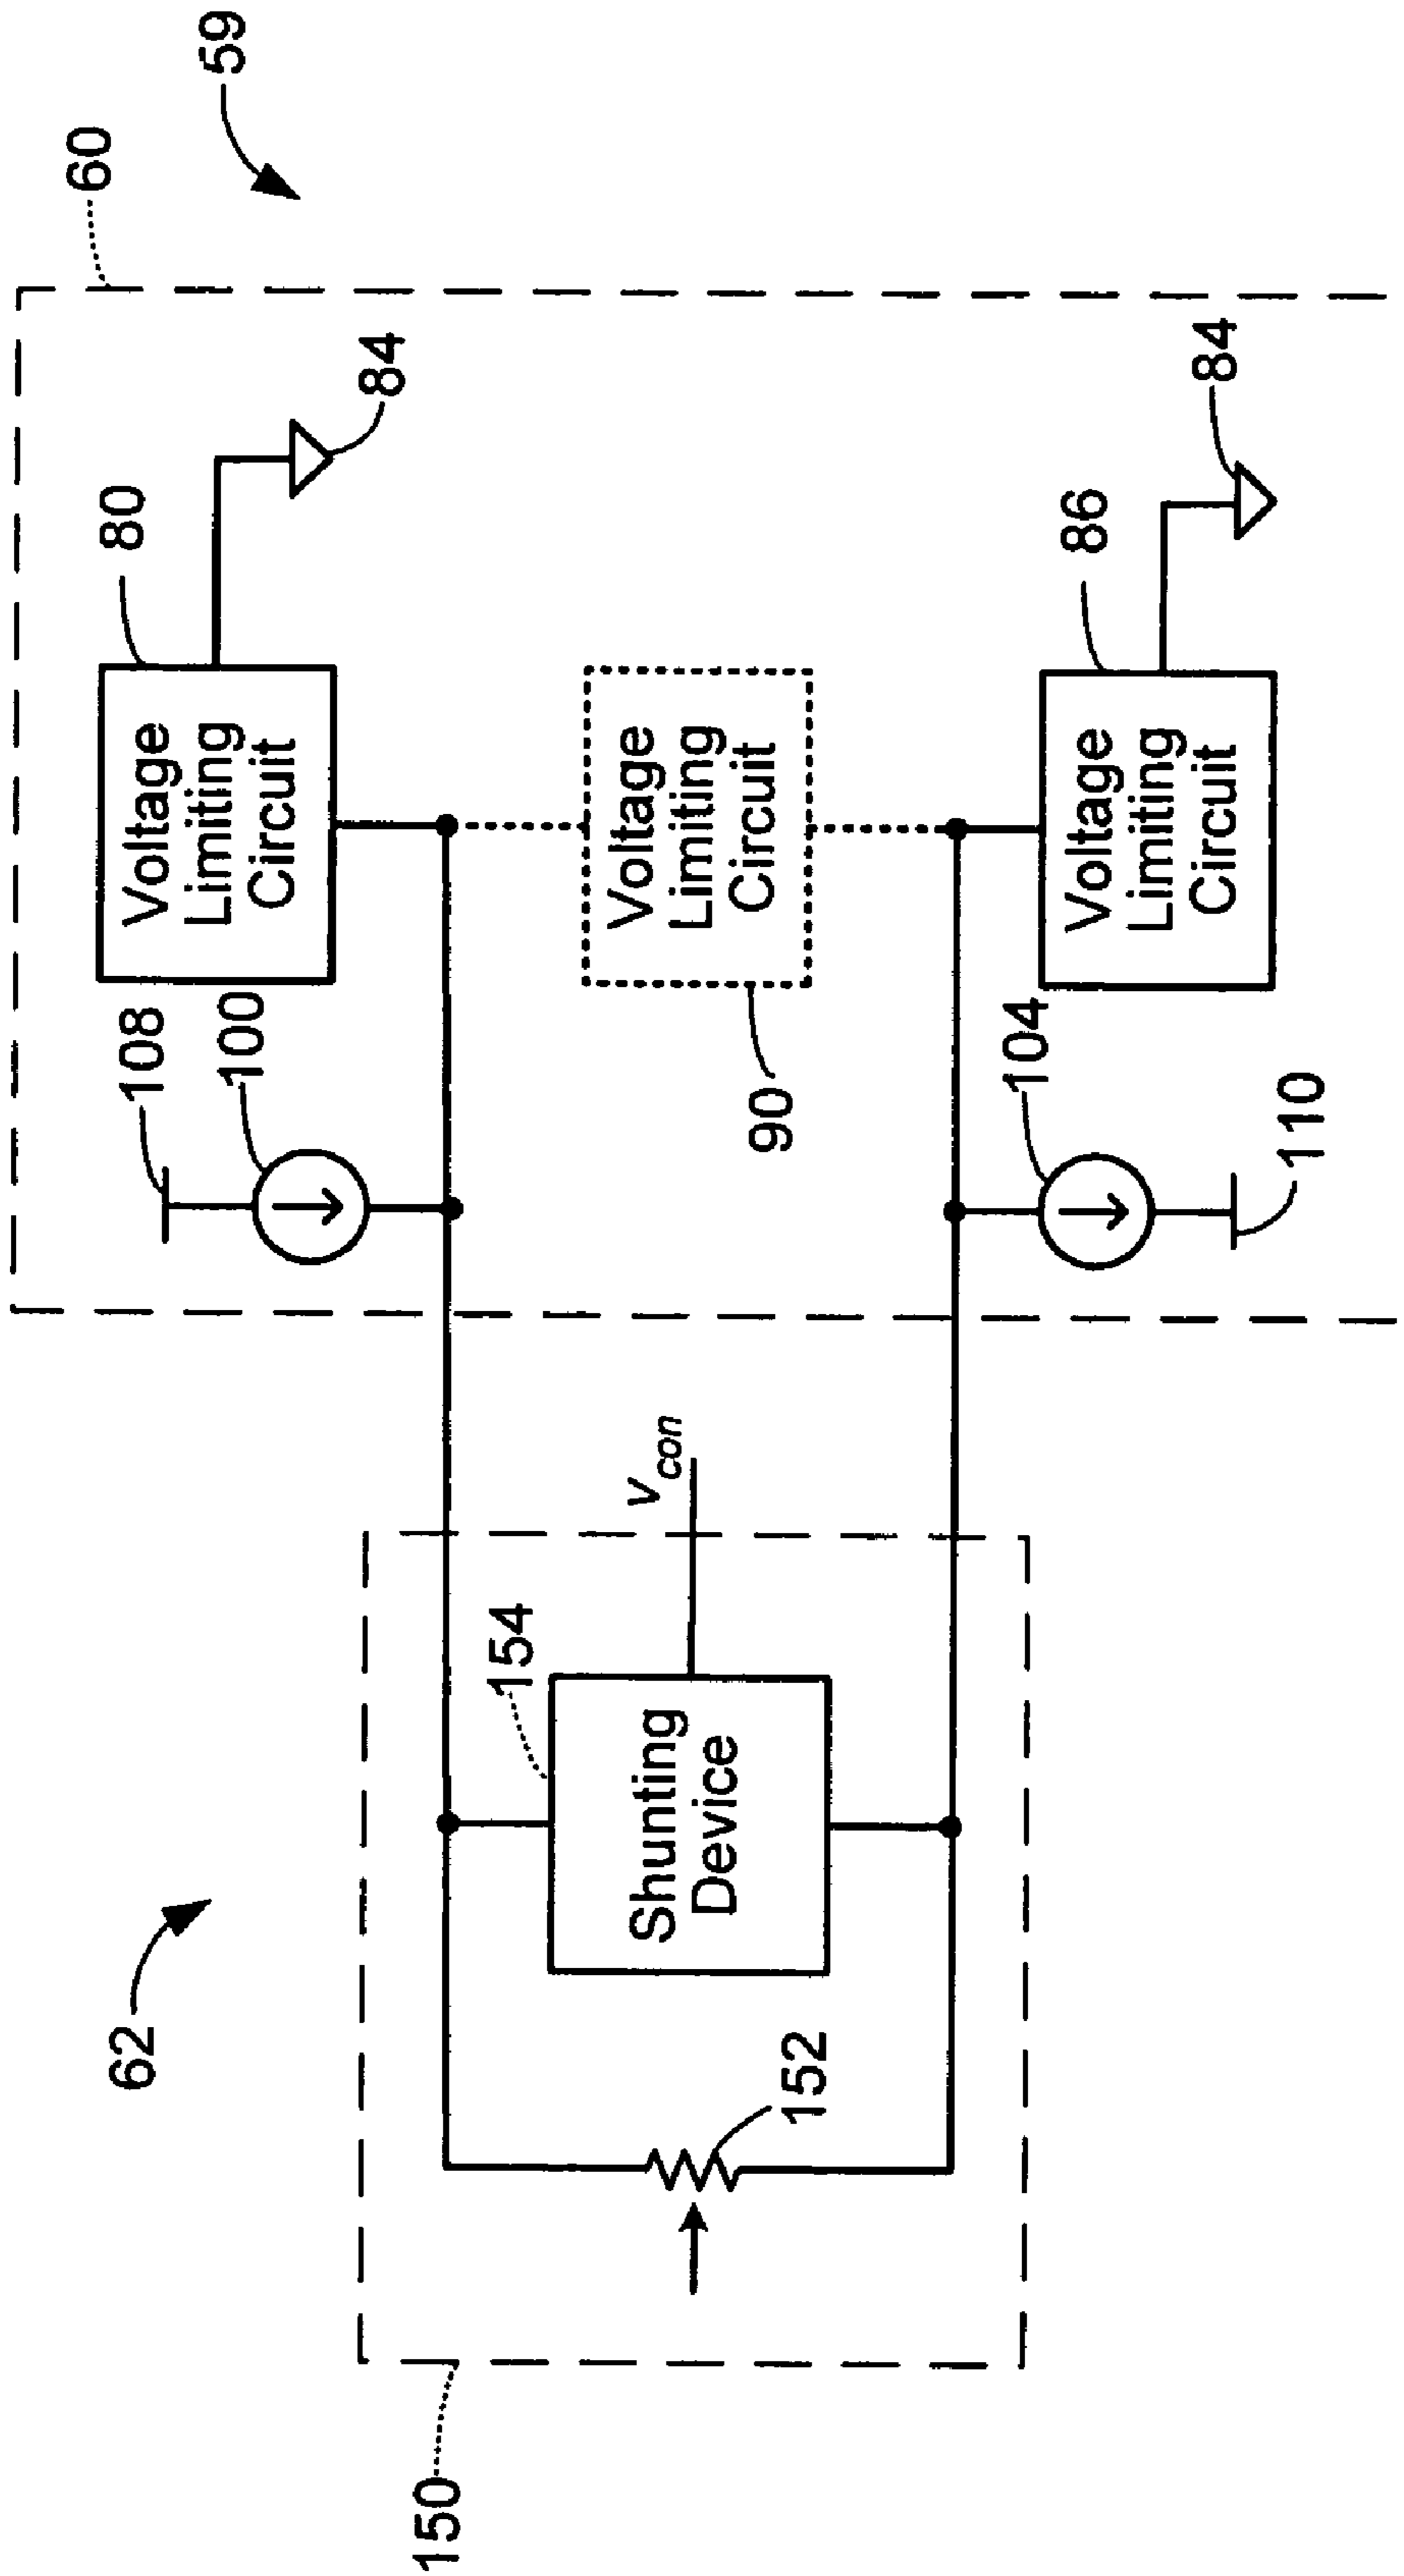 59
60
62
80
84
108
100
Voltage
Limiting
Circuit
150
154
v_con
Shunting
Device
152
90
Voltage
Limiting
Circuit
104
86
84
Voltage
Limiting
Circuit
110